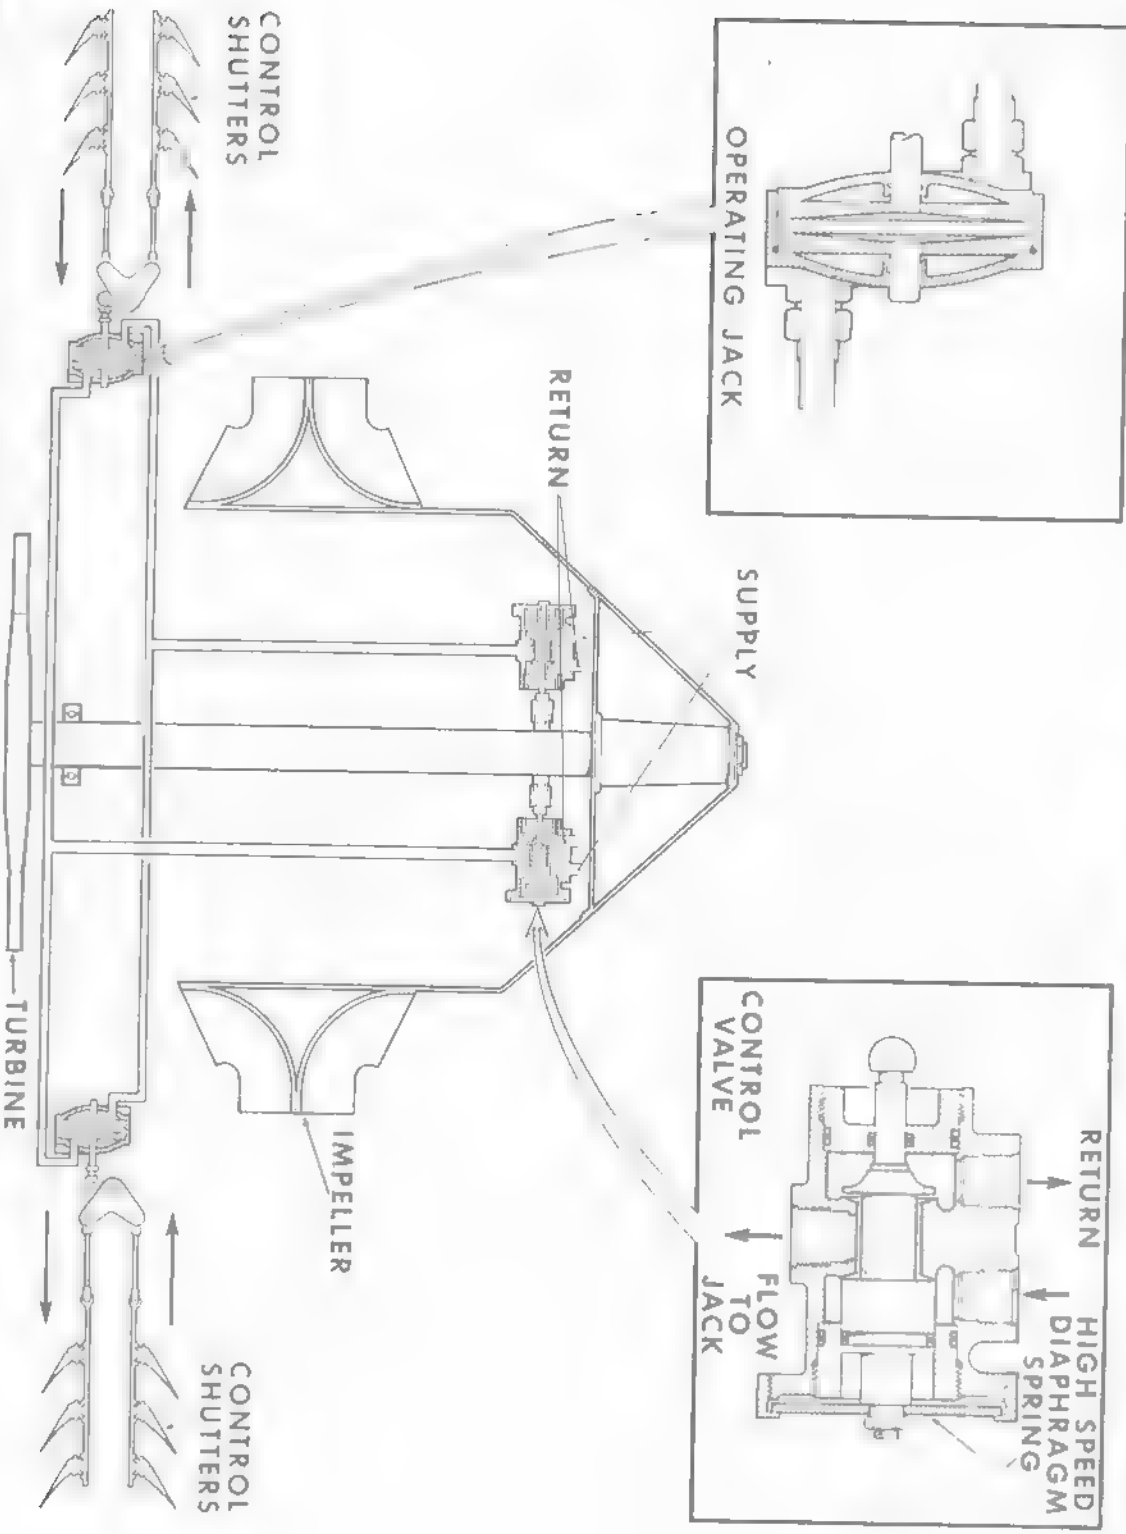 CONTROL
SHUTTERS
OPERATING JACK
RETURN
SUPPLY
CONTROL
VALVE
RETURN
HIGH SPEED
DIAPHRAGM
SPRING
FLOW
TO
JACK
IMPELLER
TURBINE
CONTROL
SHUTTERS